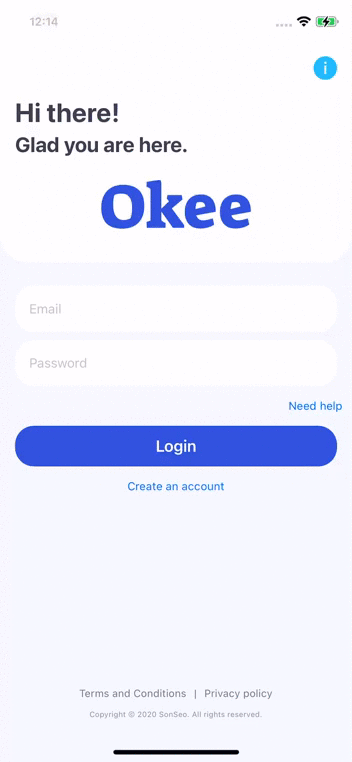 12:14
i
Hi there!
Glad you are here.
Okee
Email
Password
Need help
Login
Create an account
Terms and Conditions | Privacy policy
Copyright © 2020 SonSeo. All rights reserved.